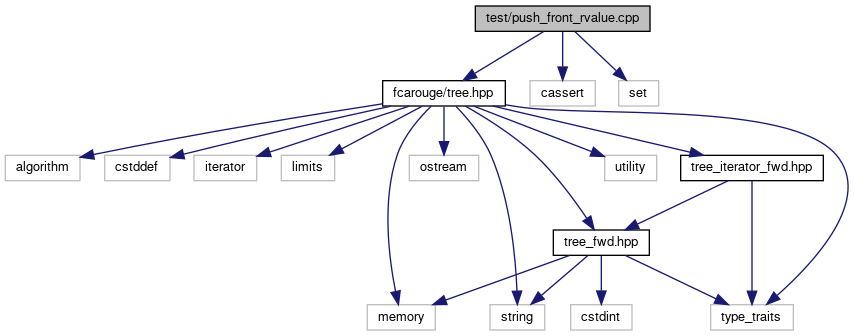 test/push_front_rvalue.cpp
fcarouge/tree.hpp
cassert
set
algorithm
cstddef
iterator
limits
ostream
utility
tree_iterator_fwd.hpp
tree_fwd.hpp
memory
string
cstdint
type_traits